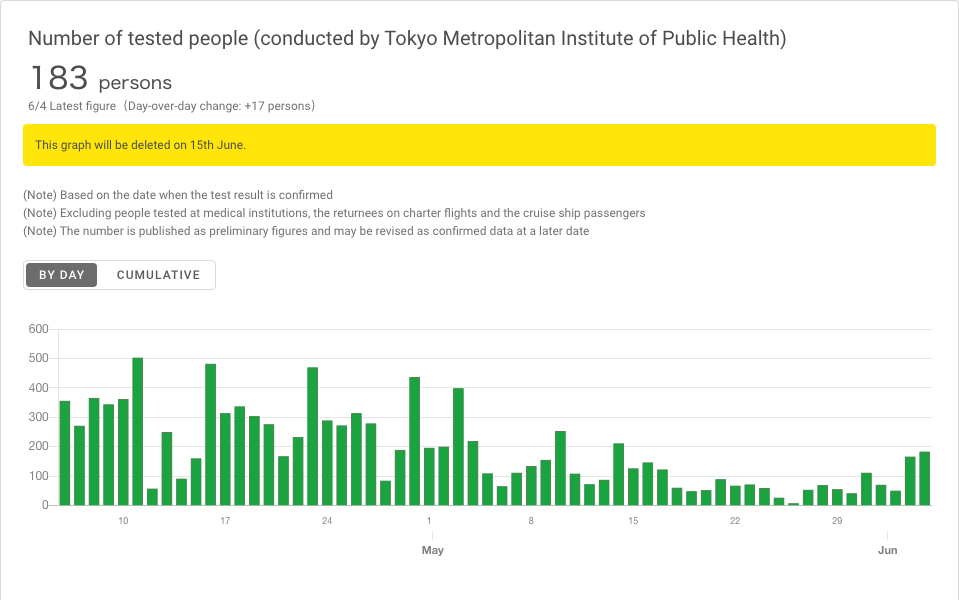 Number of tested people (conducted by Tokyo Metropolitan Institute of Public Health)
183 persons
6/4 Latest figure（Day-over-day change: +17 persons）
This graph will be deleted on 15th June.
(Note) Based on the date when the test result is confirmed
(Note) Excluding people tested at medical institutions, the returnees on charter flights and the cruise ship passengers
(Note) The number is published as preliminary figures and may be revised as confirmed data at a later date
BY DAY CUMULATIVE
600
500
400
300
200
100
0
10 17 24 1 8 15 22 29
May Jun